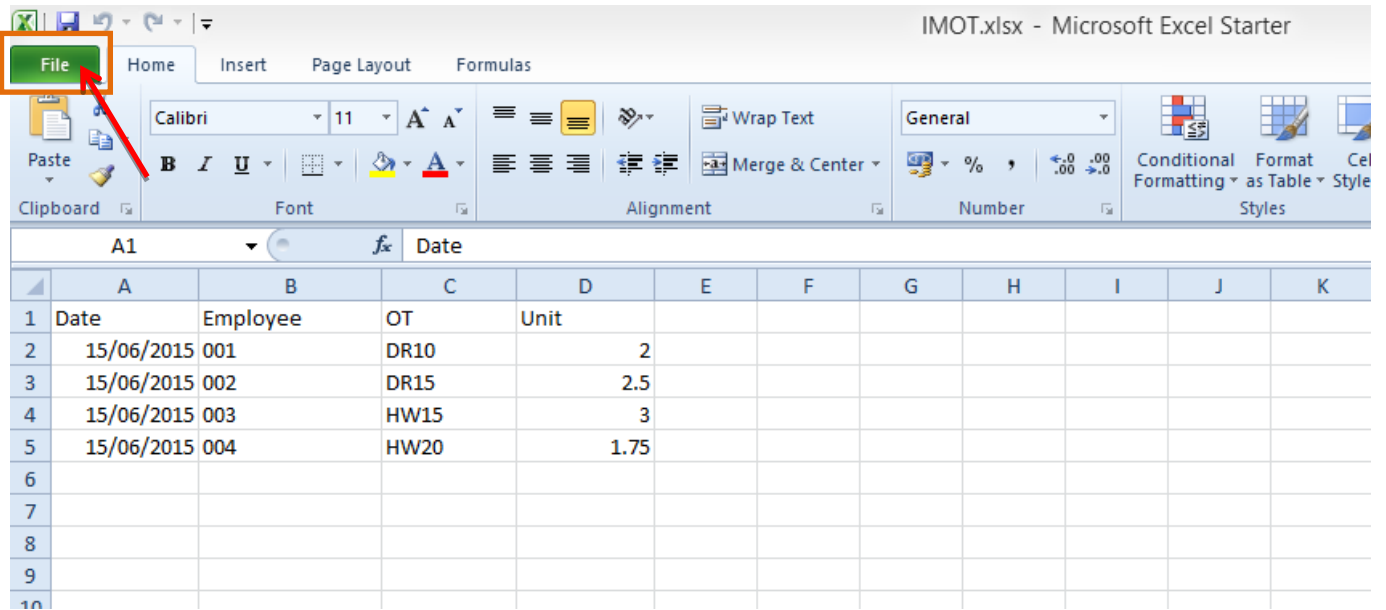 IMOT.xlsx - Microsoft Excel Starter
File Home Insert Page Layout Formulas
Calibri 11 A A Wrap Text General
Paste B I U A Merge & Center % , .0 .00 .00 .0 Conditional Formatting Format as Table
Clipboard Font Alignment Number Styles
A1 fx Date
A B C D E F G H I J K
1 Date Employee OT Unit
2 15/06/2015 001 DR10 2
3 15/06/2015 002 DR15 2.5
4 15/06/2015 003 HW15 3
5 15/06/2015 004 HW20 1.75
6
7
8
9
10